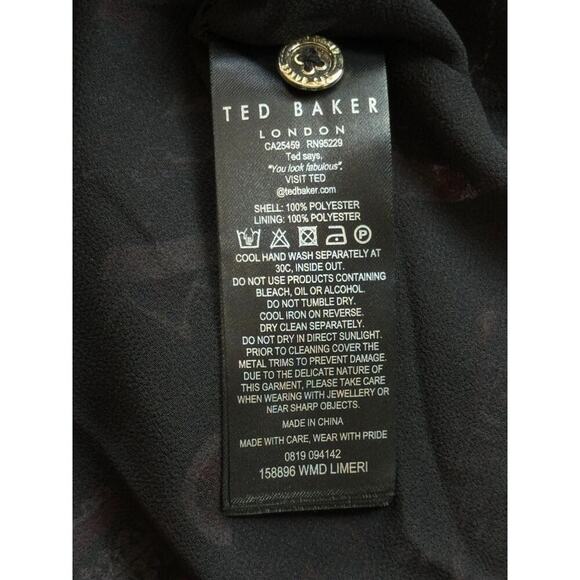 TED BAKER
LONDON
CA25459 RN95229
Ted says,
"You look fabulous".
VISIT TED
@tedbaker.com
SHELL: 100% POLYESTER
LINING: 100% POLYESTER
COOL HAND WASH SEPARATELY AT
30C, INSIDE OUT.
DO NOT USE PRODUCTS CONTAINING
BLEACH, OIL OR ALCOHOL.
DO NOT TUMBLE DRY.
COOL IRON ON REVERSE.
DRY CLEAN SEPARATELY.
DO NOT DRY IN DIRECT SUNLIGHT.
PRIOR TO CLEANING COVER THE
METAL TRIMS TO PREVENT DAMAGE.
DUE TO THE DELICATE NATURE OF
THIS GARMENT, PLEASE TAKE CARE
WHEN WEARING WITH JEWELLERY OR
NEAR SHARP OBJECTS.
MADE IN CHINA
MADE WITH CARE, WEAR WITH PRIDE
0819 094142
158896 WMD LIMERI